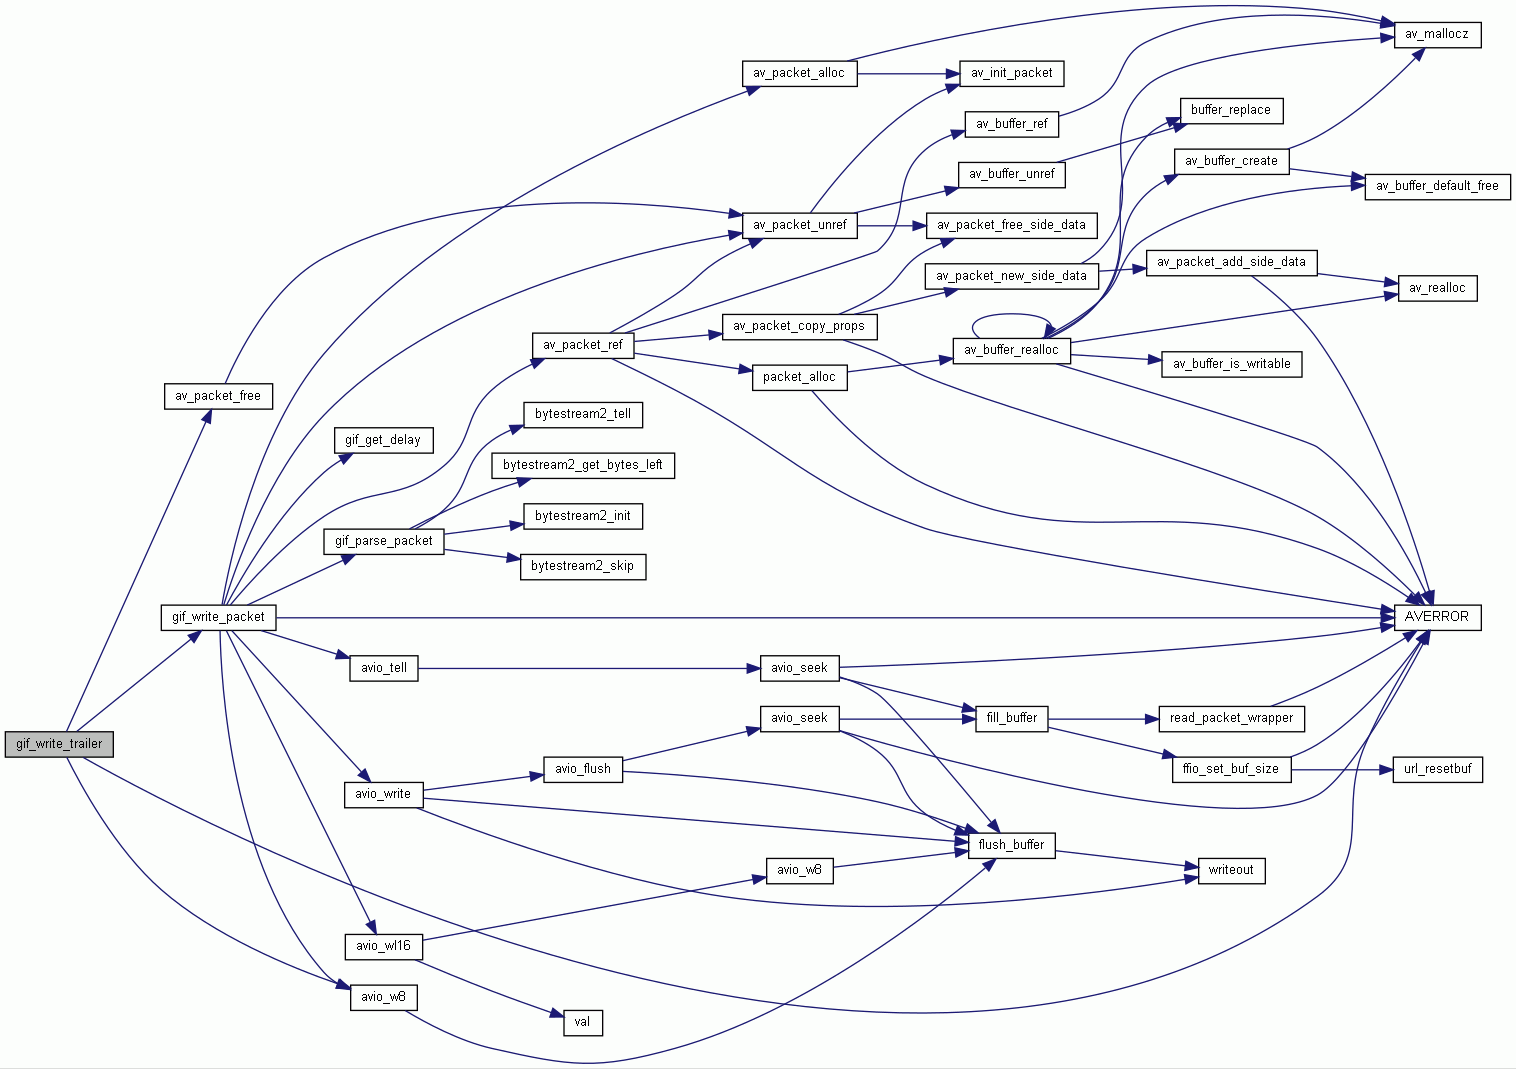 av_mallocz
av_packet_alloc
av_init_packet
buffer_replace
av_buffer_ref
av_buffer_create
av_buffer_unref
av_buffer_default_free
av_packet_unref
av_packet_free_side_data
av_packet_new_side_data
av_packet_add_side_data
av_realloc
av_packet_copy_props
av_packet_ref
av_buffer_realloc
av_buffer_is_writable
packet_alloc
av_packet_free
bytestream2_tell
gif_get_delay
bytestream2_get_bytes_left
bytestream2_init
gif_parse_packet
bytestream2_skip
gif_write_packet
AVERROR
avio_tell
avio_seek
avio_seek
fill_buffer
read_packet_wrapper
gif_write_trailer
avio_flush
ffio_set_buf_size
url_resetbuf
avio_write
flush_buffer
avio_w8
writeout
avio_wl16
avio_w8
val